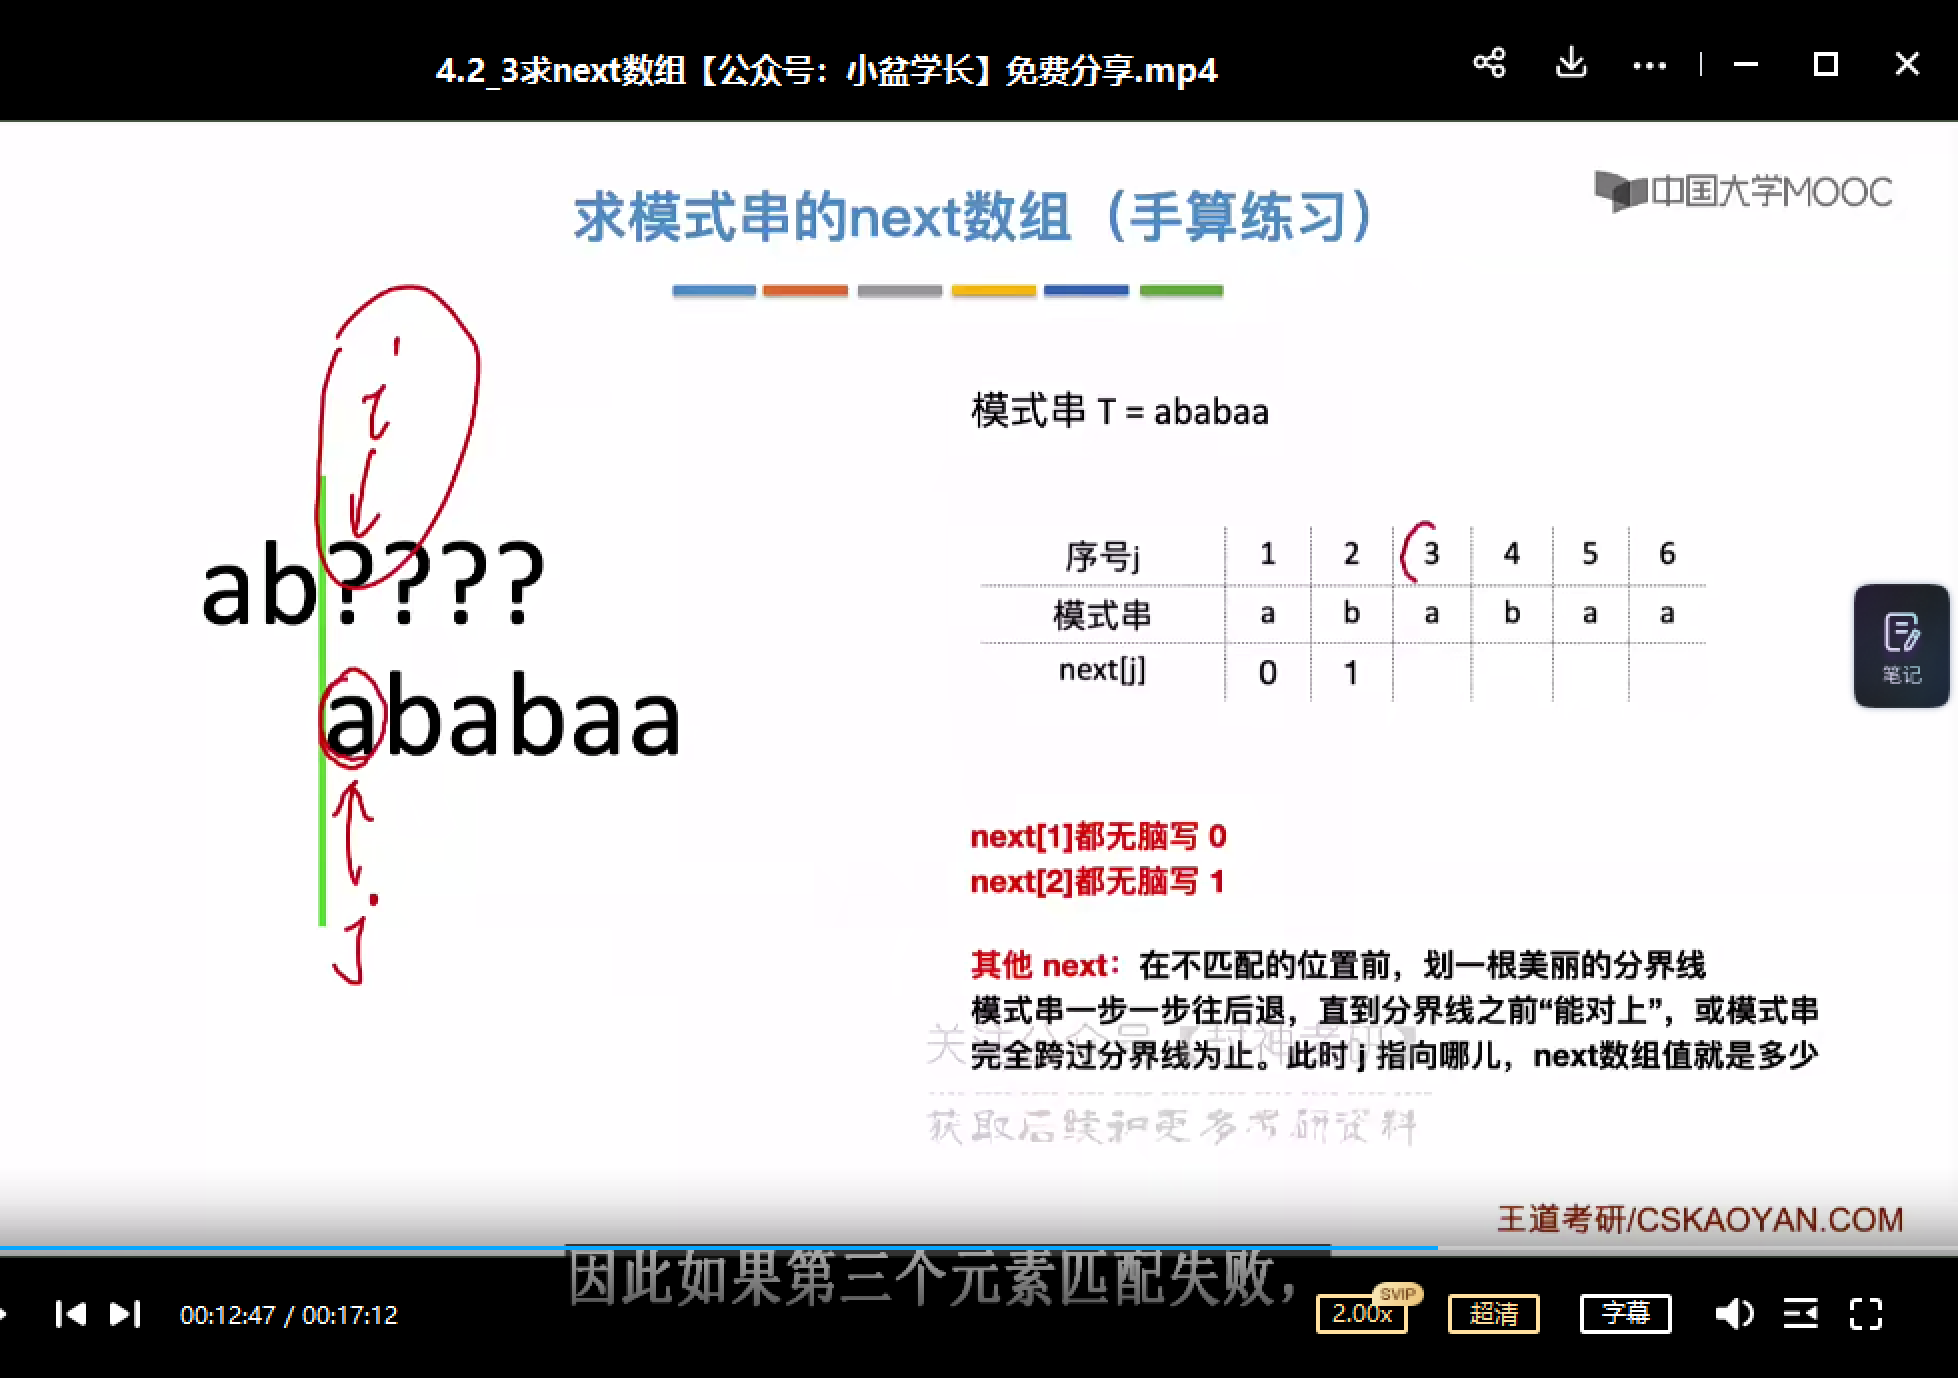 4.2_3求next数组【公众号：小盆学长】免费分享.mp4
中国大学MOOC
求模式串的next数组（手算练习）
i
ab????
ababaa
j
模式串 T = ababaa
序号j 1 2 3 4 5 6
模式串 a b a b a a
next[j] 0 1
笔记
next[1]都无脑写 0
next[2]都无脑写 1
其他 next：在不匹配的位置前，划一根美丽的分界线
模式串一步一步往后退，直到分界线之前“能对上”，或模式串
完全跨过分界线为止。此时 j 指向哪儿，next数组值就是多少
关注公众号【封神考研】
获取后续和更多考研资料
王道考研/CSKAOYAN.COM
因此如果第三个元素匹配失败，
00:12:47 / 00:17:12
2.00x
SVIP
超清
字幕